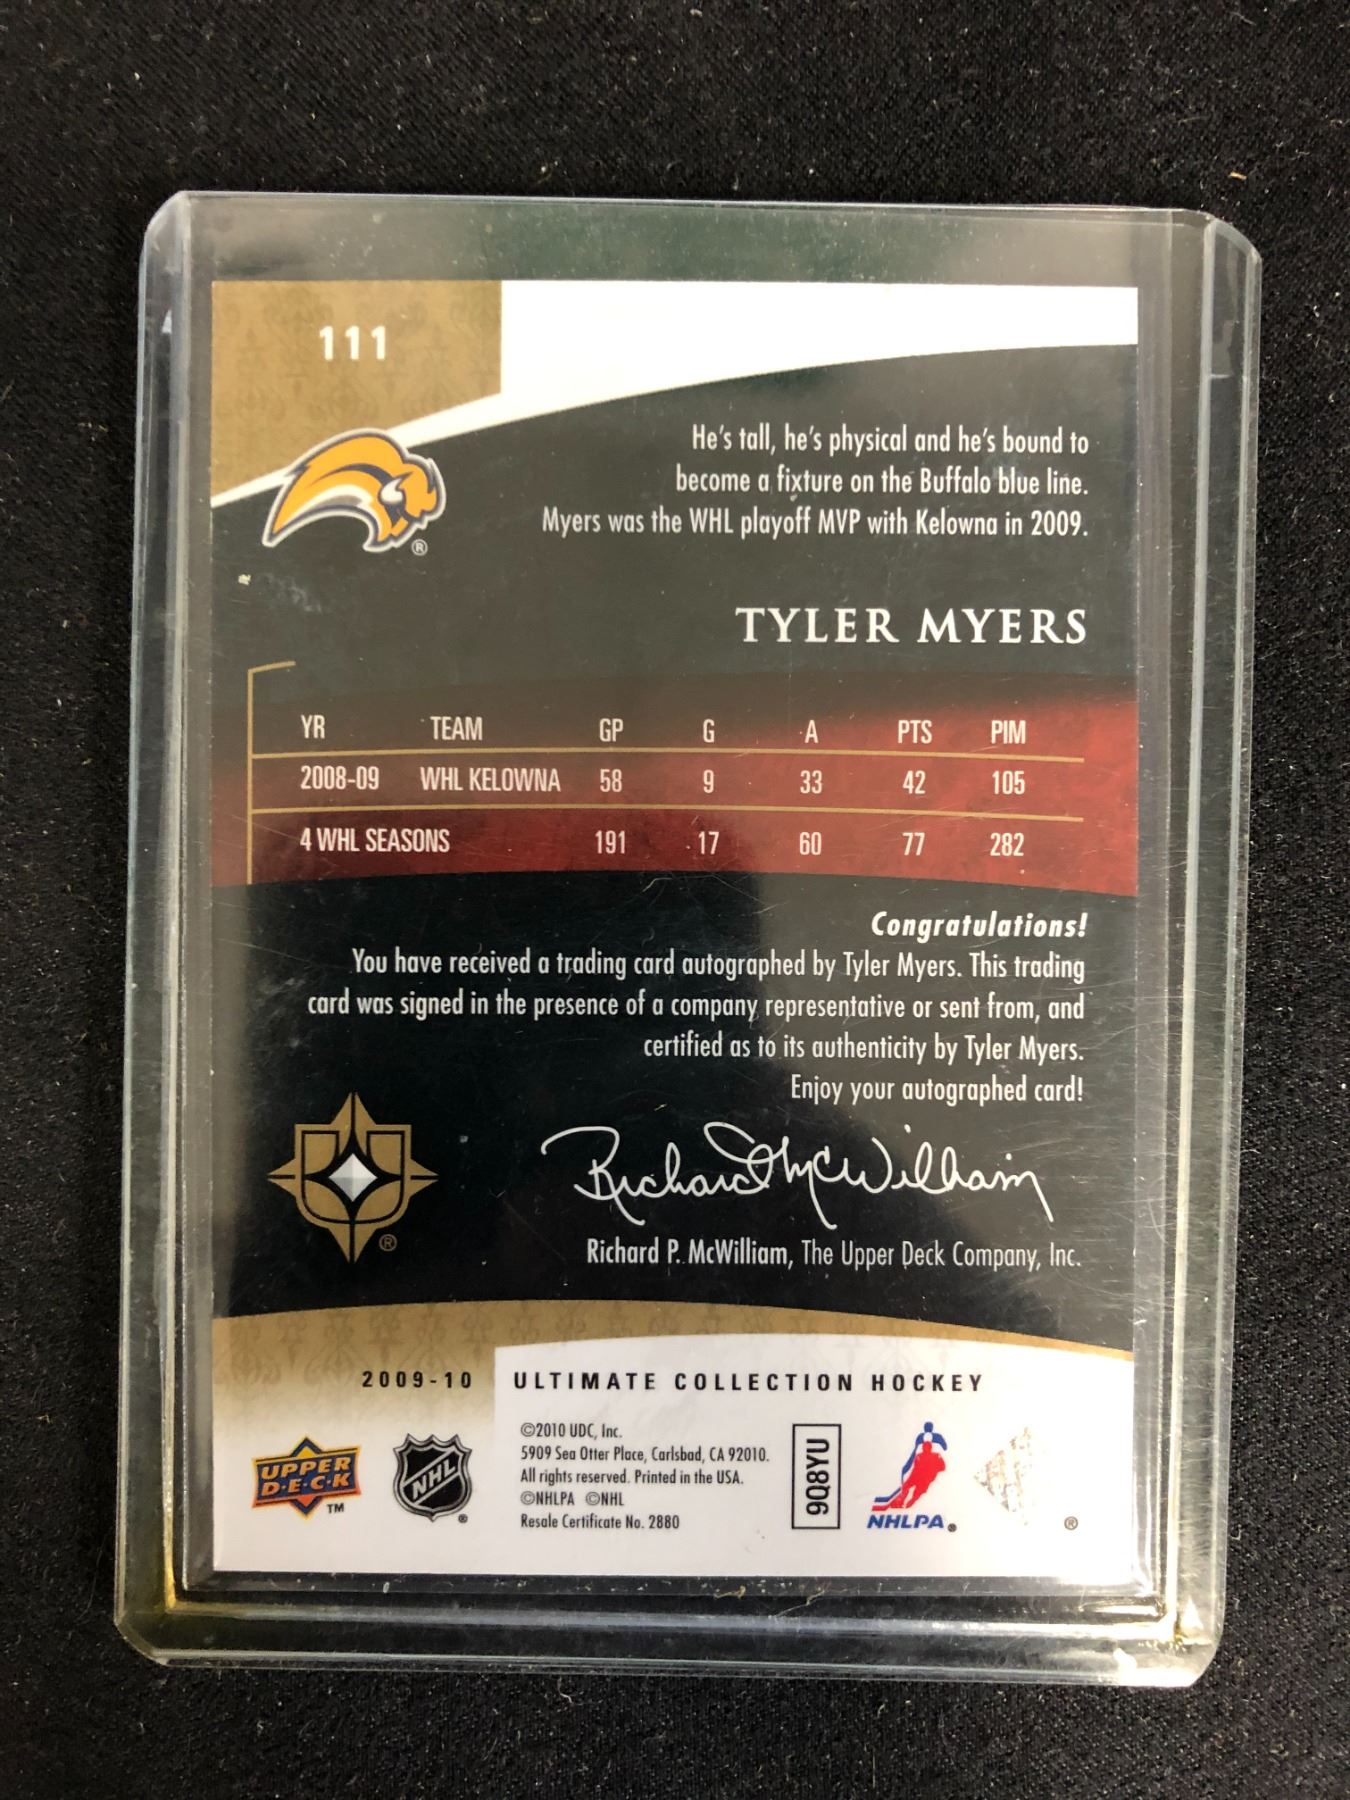 111
®
He's tall, he's physical and he's bound to
become a fixture on the Buffalo blue line.
Myers was the WHL playoff MVP with Kelowna in 2009.
TYLER MYERS
YR TEAM GP G A PTS PIM
2008-09 WHL KELOWNA 58 9 33 42 105
4 WHL SEASONS 191 17 60 77 282
Congratulations!
You have received a trading card autographed by Tyler Myers. This trading
card was signed in the presence of a company representative or sent from, and
certified as to its authenticity by Tyler Myers.
Enjoy your autographed card!
Richard McWilliam
®
Richard P. McWilliam, The Upper Deck Company, Inc.
2009-10 ULTIMATE COLLECTION HOCKEY
©2010 UDC, Inc.
5909 Sea Otter Place, Carlsbad, CA 92010.
All rights reserved. Printed in the USA.
©NHLPA ©NHL
Resale Certificate No. 2880
UPPER
D·E·C·K
TM
NHL
®
9Q8YU
NHLPA®
®